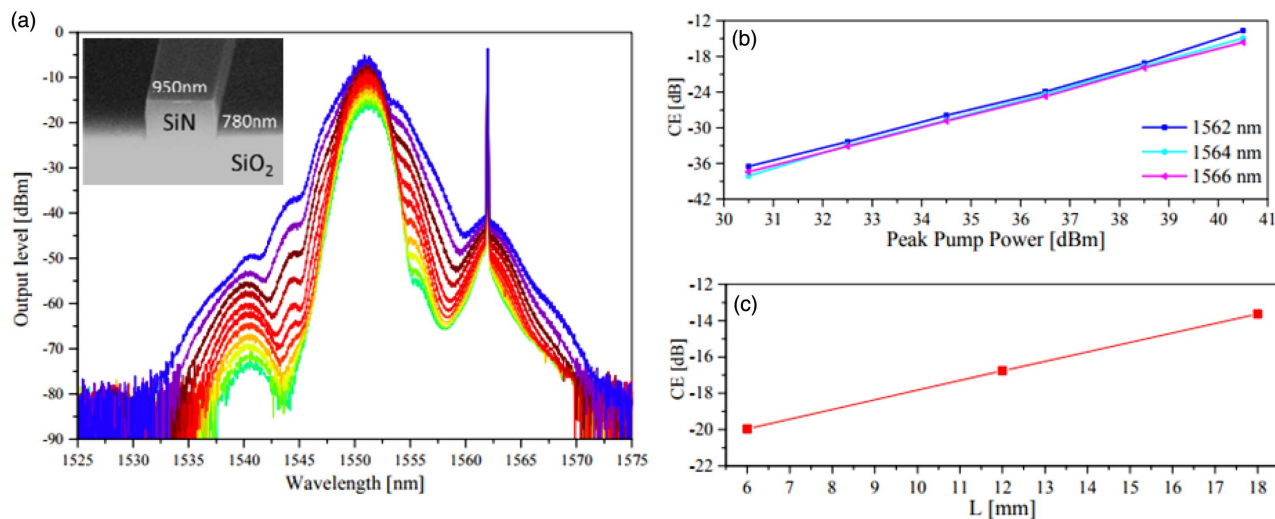 (a)
0
-10
-20
-30
-40
-50
-60
-70
-80
-90
Output level [dBm]
950nm
780nm
SiN
SiO2
1525 1530 1535 1540 1545 1550 1555 1560 1565 1570 1575
Wavelength [nm]
(b)
-12
-18
-24
-30
-36
-42
CE [dB]
1562 nm
1564 nm
1566 nm
30 31 32 33 34 35 36 37 38 39 40 41
Peak Pump Power [dBm]
(c)
-12
-14
-16
-18
-20
-22
CE [dB]
6 7 8 9 10 11 12 13 14 15 16 17 18
L [mm]